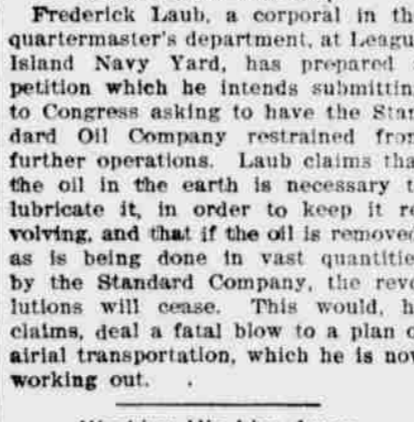 Frederick Laub, a corporal in th
quartermaster's department, at Leagu
Island Navy Yard, has prepared
petition which he intends submittin
to Congress asking to have the Stan
dard Oil Company restrained from
further operations. Laub claims tha
the oil in the earth is necessary t
lubricate it, in order to keep it re
volving, and that if the oil is removed
as is being done in vast quantitie
by the Standard Company, the revo
lutions will cease. This would, h
claims, deal a fatal blow to a plan o
airial transportation, which he is now
working out.